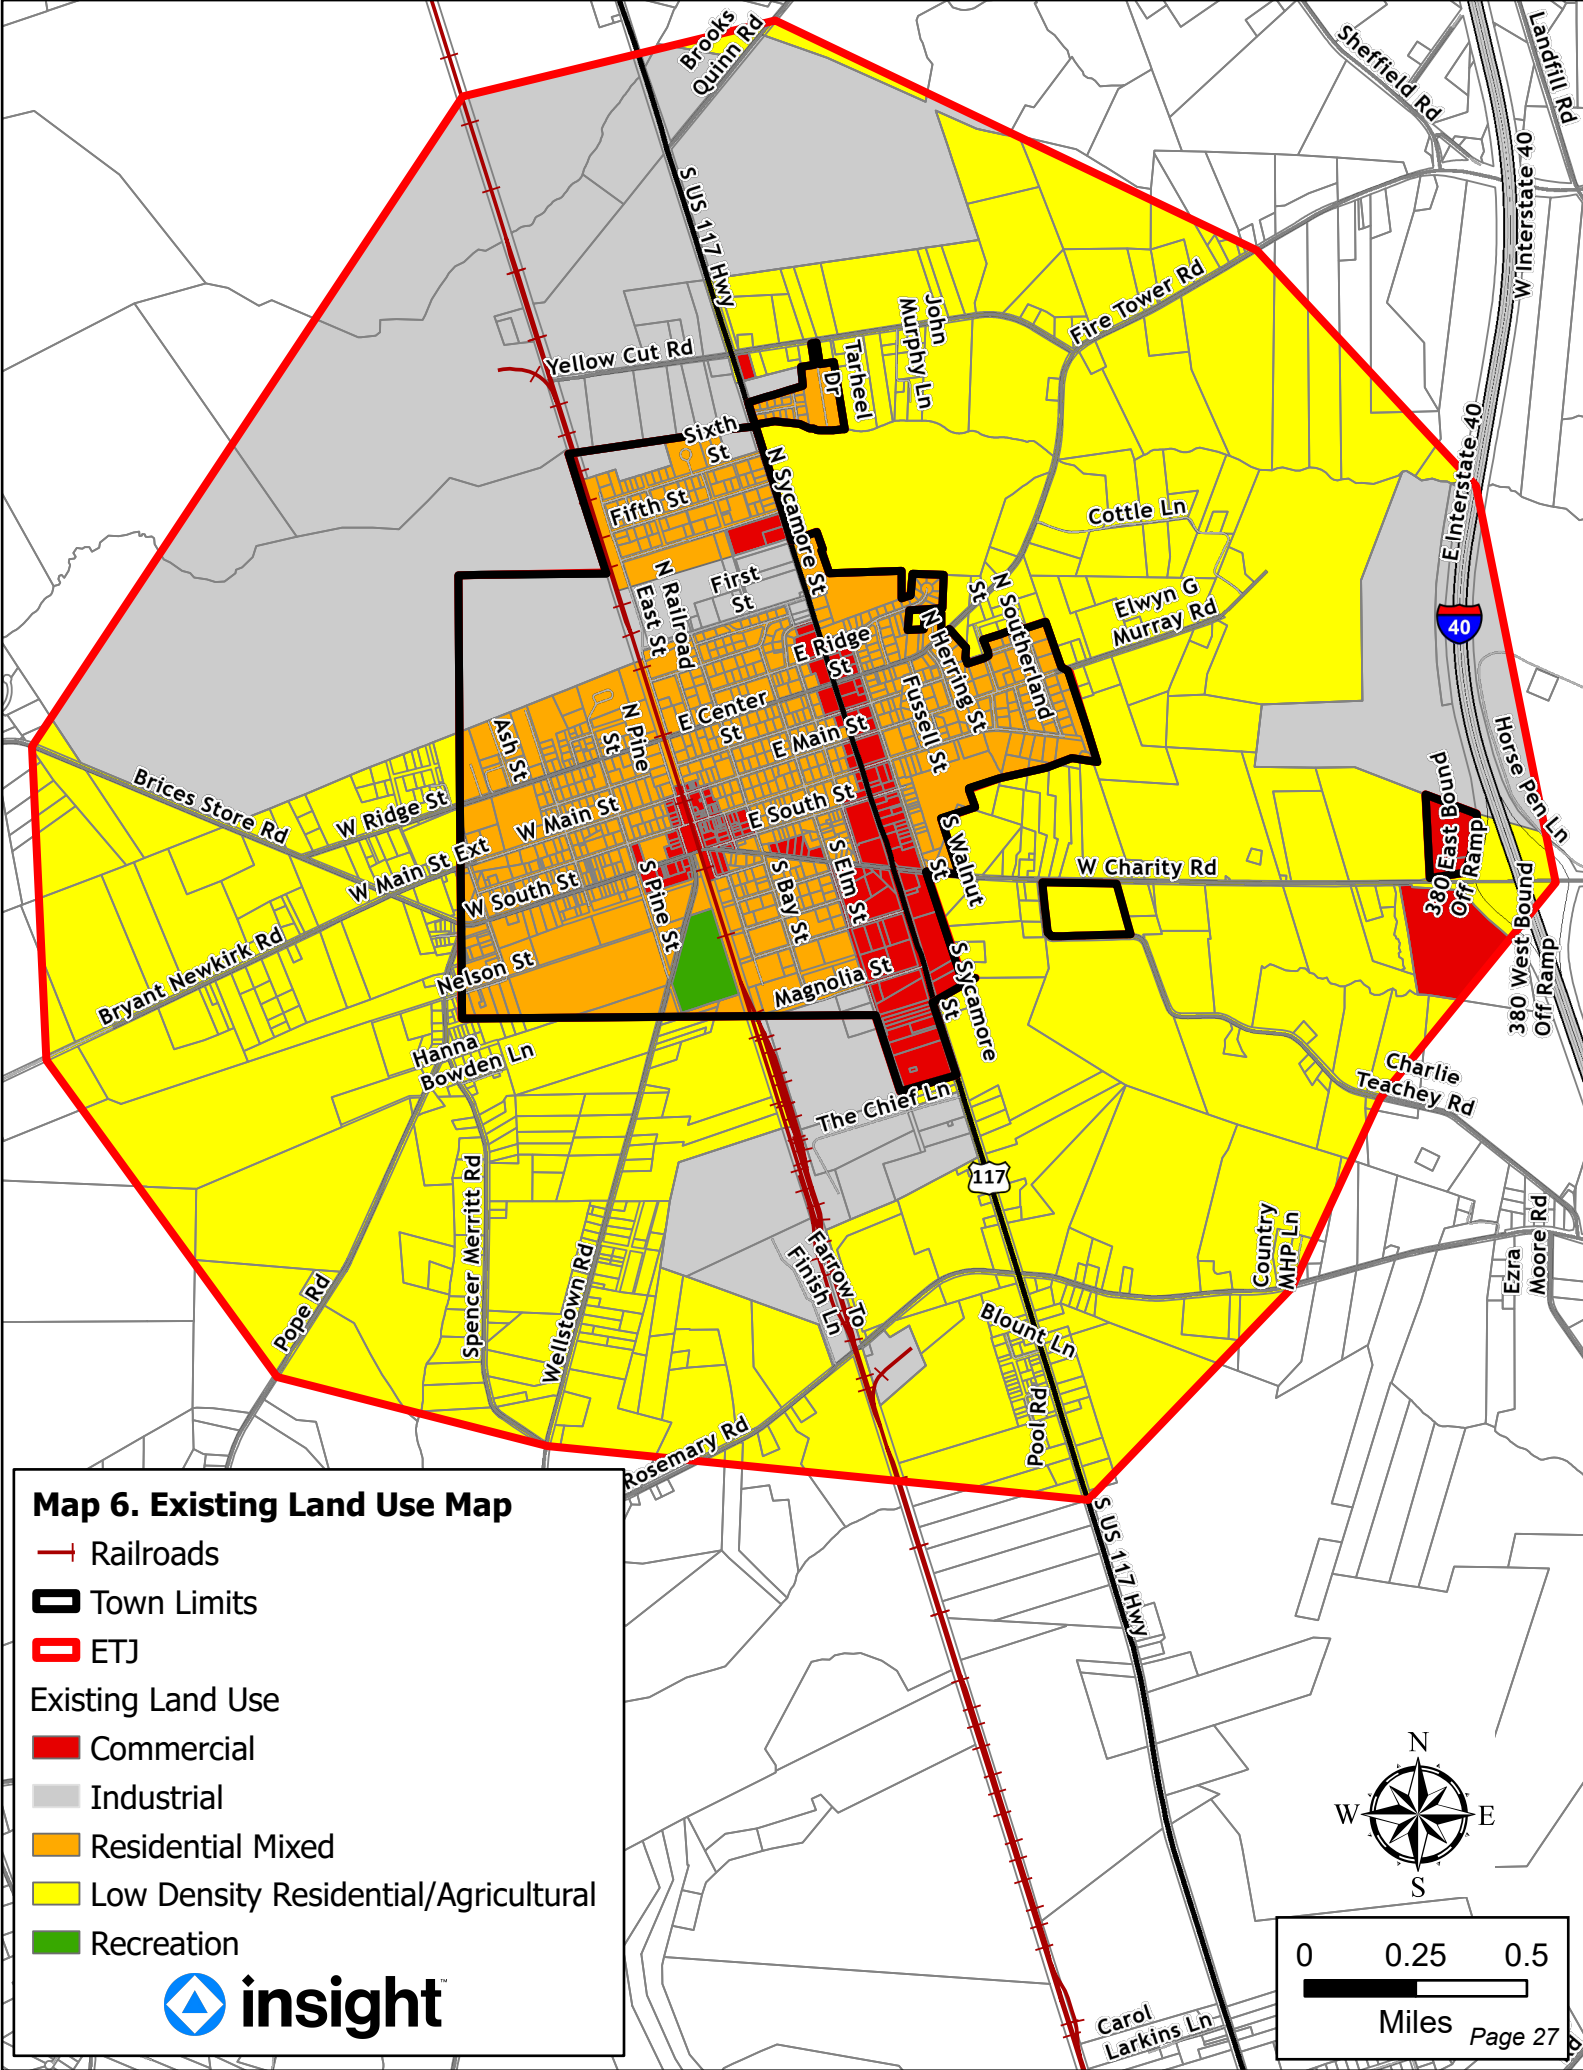 Brooks
Quinn Rd
Sheffield Rd
Landfill Rd
W Interstate 40
S US 117 Hwy
Fire Tower Rd
John
Murphy Ln
Tarheel
Dr
Yellow Cut Rd
Sixth
St
N Sycamore St
Fifth St
E Interstate 40
Cottle Ln
First
St
N Railroad
East St
N Southerland
St
Elwyn G
Murray Rd
40
E Ridge
St
N Herring St
Fussell St
E Center
St
N Pine
St
Ash St
E Main St
Horse Pen Ln
Brices Store Rd
W Ridge St
W Main St
E South St
W Main St Ext
W South St
S Pine St
S Bay St
S Elm St
S Walnut
St
W Charity Rd
380 East Bound
Off Ramp
380 West Bound
Off Ramp
Bryant Newkirk Rd
Nelson St
Magnolia St
S Sycamore
St
Hanna
Bowden Ln
The Chief Ln
Charlie
Teachey Rd
117
Spencer Merritt Rd
Wellstown Rd
Pope Rd
Farrow To
Finish Ln
Country
MHP Ln
Ezra
Moore Rd
Blount Ln
Pool Rd
Rosemary Rd
S US 117 Hwy
Map 6. Existing Land Use Map
Railroads
Town Limits
ETJ
Existing Land Use
Commercial
Industrial
Residential Mixed
Low Density Residential/Agricultural
Recreation
insight
N
W E
S
0 0.25 0.5
Miles
Page 27
Carol
Larkins Ln